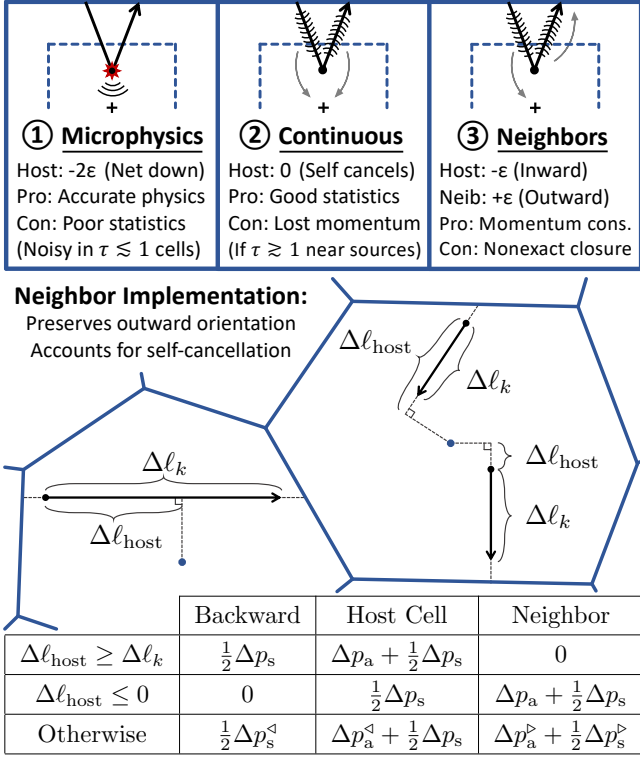 +
① Microphysics
Host: -2ε (Net down)
Pro: Accurate physics
Con: Poor statistics
(Noisy in τ ≲ 1 cells)
+
② Continuous
Host: 0 (Self cancels)
Pro: Good statistics
Con: Lost momentum
(If τ ≳ 1 near sources)
+
③ Neighbors
Host: -ε (Inward)
Neib: +ε (Outward)
Pro: Momentum cons.
Con: Nonexact closure
Neighbor Implementation:
Preserves outward orientation
Accounts for self-cancellation
Δℓ_host
Δℓ_k
Δℓ_host
Δℓ_k
Δℓ_k
Δℓ_host
Backward Host Cell Neighbor
Δℓ_host ≥ Δℓ_k ½Δp_s Δp_a + ½Δp_s 0
Δℓ_host ≤ 0 0 ½Δp_s Δp_a + ½Δp_s
Otherwise ½Δp_s^◃ Δp_a^◃ + ½Δp_s Δp_a^▹ + ½Δp_s^▹